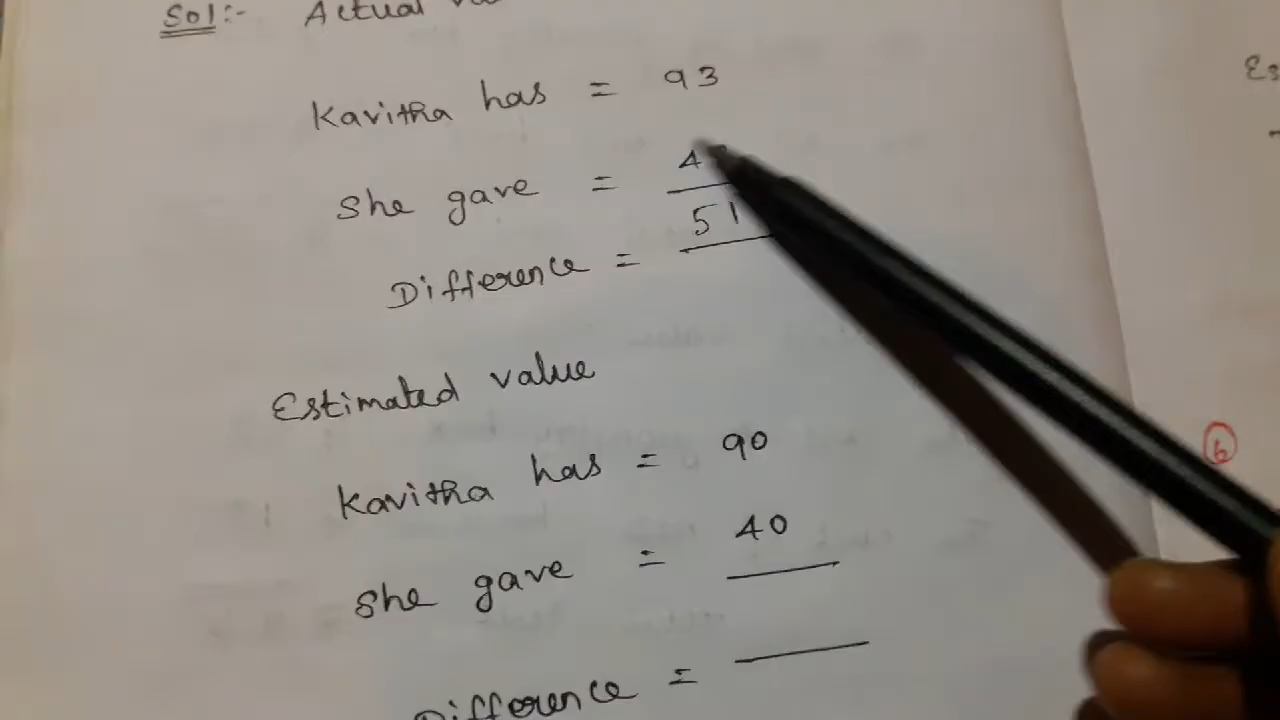 Sol:- Actual
Kavitha has = 93
She gave = 4
51
Difference =
Estimated value
Kavitha has = 90
She gave = 40
Difference =
Es
b